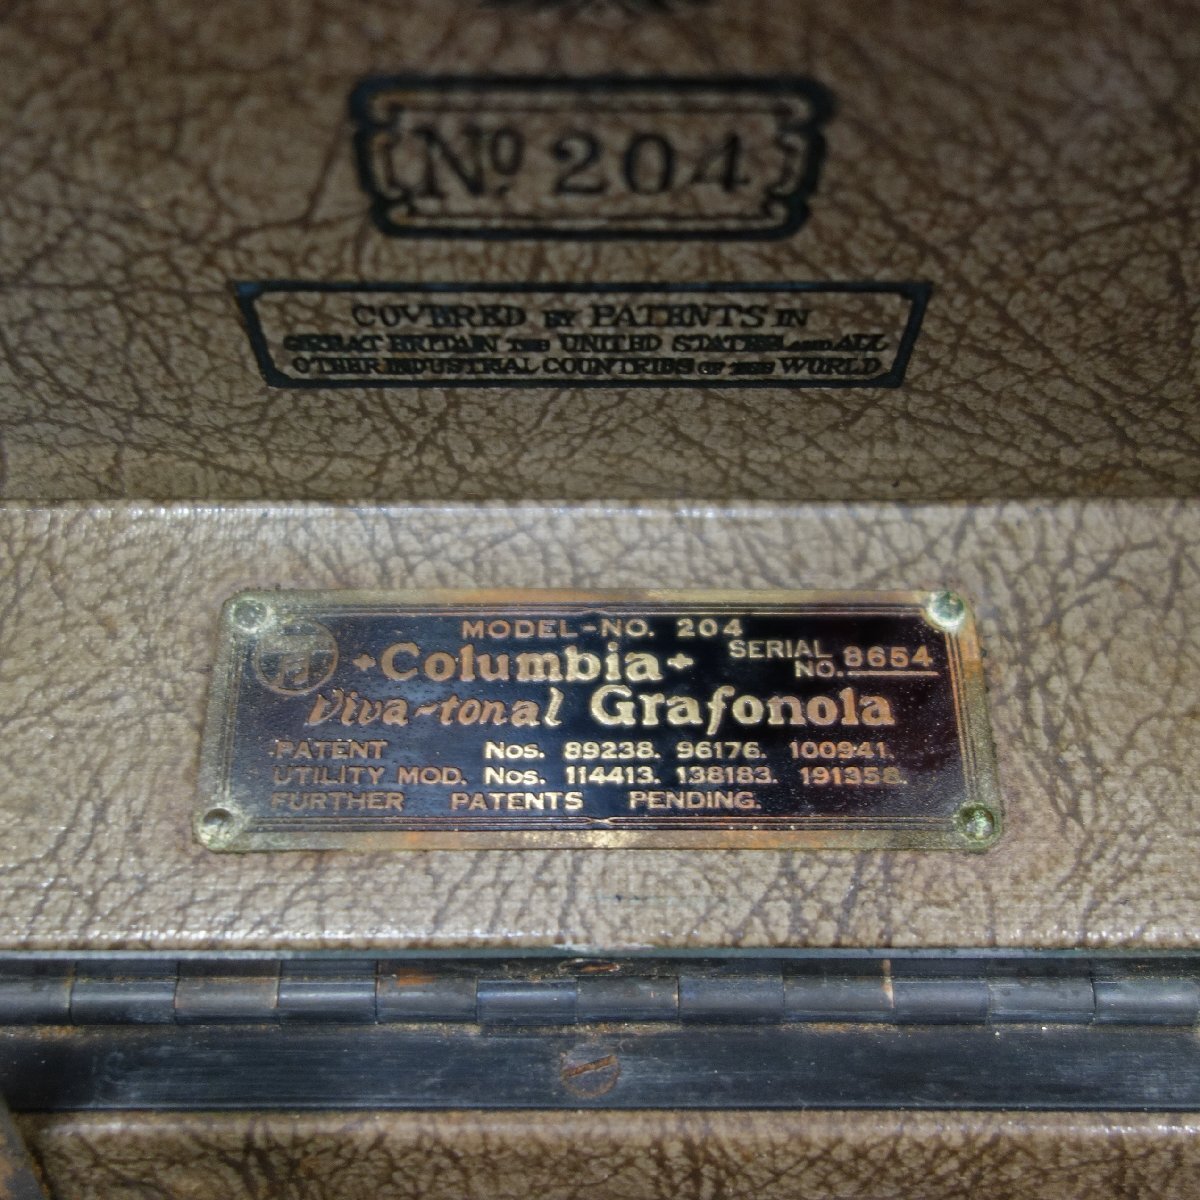 No. 204
COVERED BY PATENTS IN
GREAT BRITAIN THE UNITED STATES AND ALL
OTHER INDUSTRIAL COUNTRIES OF THE WORLD
MODEL-NO. 204
Columbia
SERIAL NO. 8654
Viva-tonal Grafonola
PATENT Nos. 89238. 96176. 100941.
UTILITY MOD. Nos. 114413. 138183. 191358.
FURTHER PATENTS PENDING.